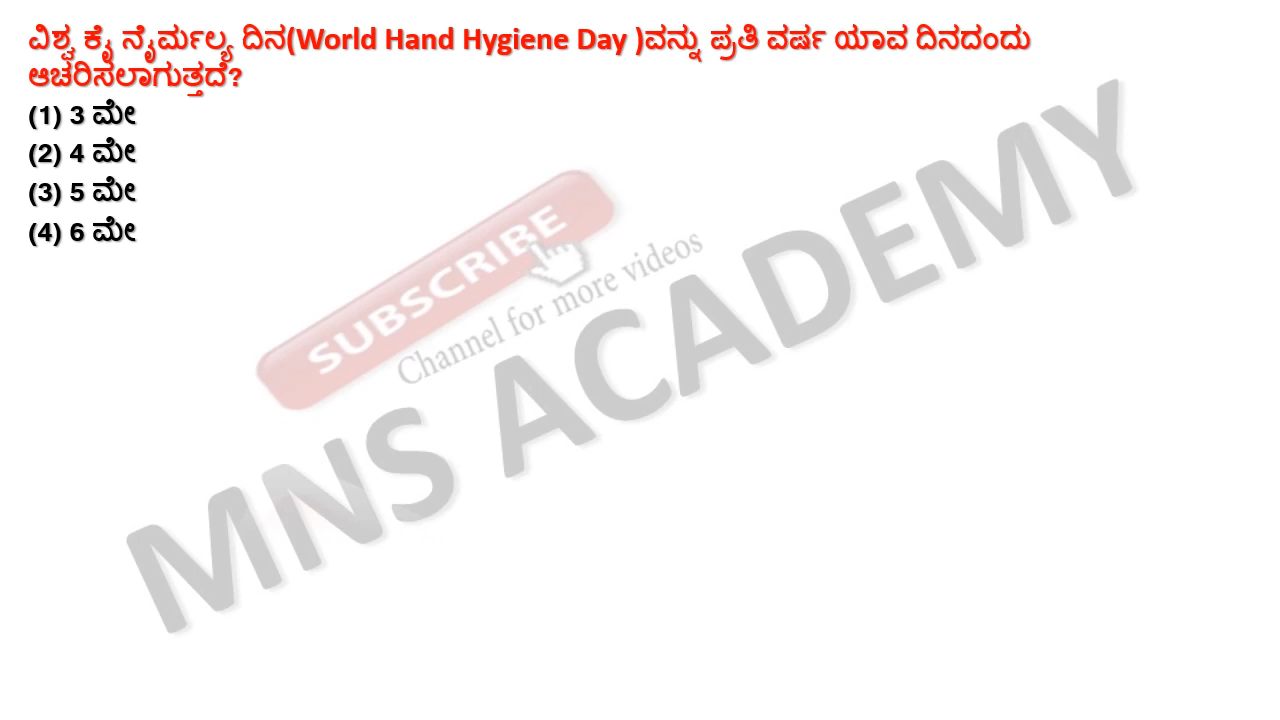 ವಿಶ್ವ ಕೈ ನೈರ್ಮಲ್ಯ ದಿನ(World Hand Hygiene Day )ವನ್ನು ಪ್ರತಿ ವರ್ಷ ಯಾವ ದಿನದಂದು
ಆಚರಿಸಲಾಗುತ್ತದೆ?
(1) 3 ಮೇ
(2) 4 ಮೇ
(3) 5 ಮೇ
(4) 6 ಮೇ
SUBSCRIBE
Channel for more videos
MNS ACADEMY